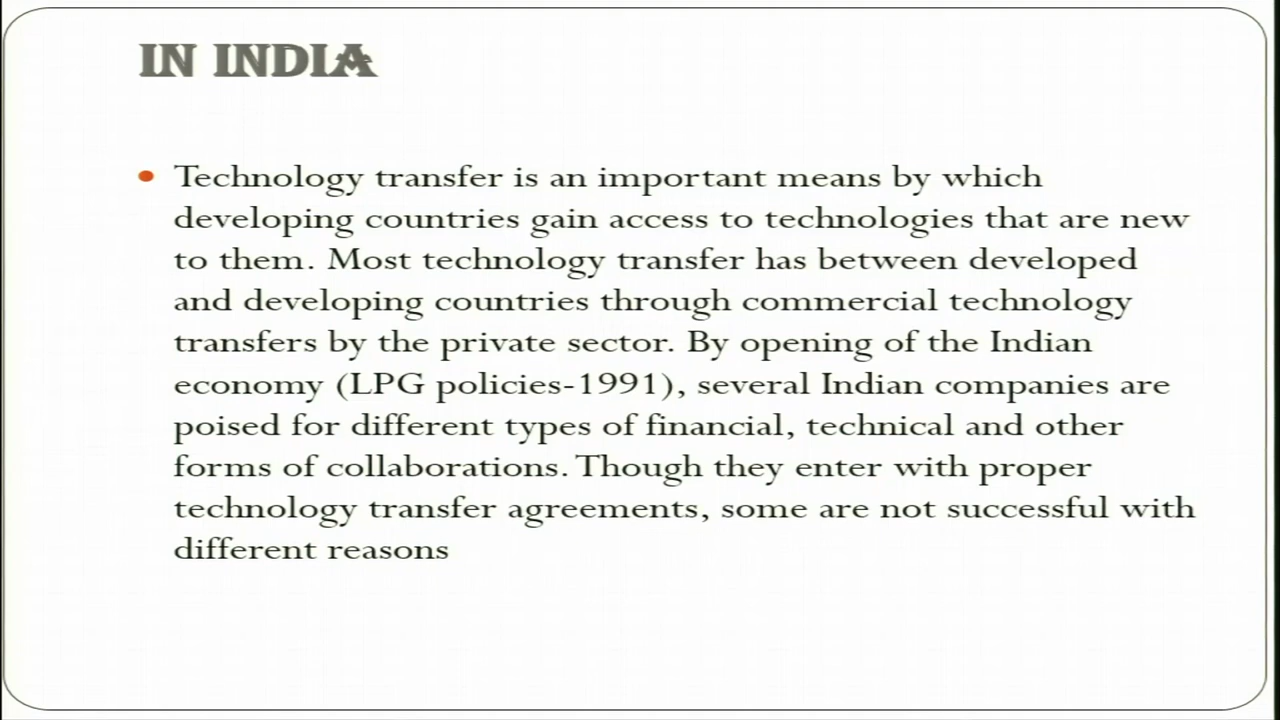 IN INDIA
Technology transfer is an important means by which
developing countries gain access to technologies that are new
to them. Most technology transfer has between developed
and developing countries through commercial technology
transfers by the private sector. By opening of the Indian
economy (LPG policies-1991), several Indian companies are
poised for different types of financial, technical and other
forms of collaborations. Though they enter with proper
technology transfer agreements, some are not successful with
different reasons